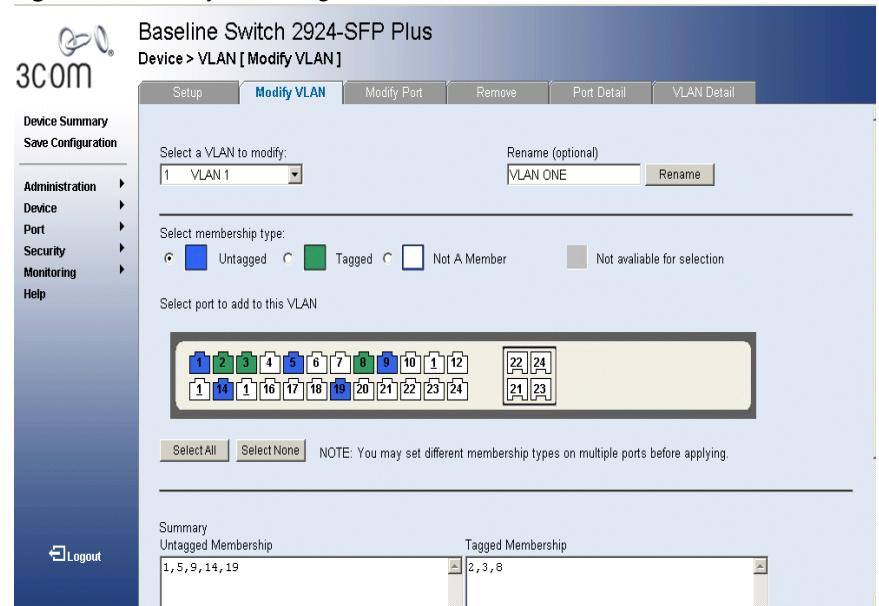 Baseline Switch 2924-SFP Plus
Device > VLAN [ Modify VLAN ]
3COM
Setup Modify VLAN Modify Port Remove Port Detail VLAN Detail
Device Summary
Save Configuration
Administration
Device
Port
Security
Monitoring
Help
Logout
Select a VLAN to modify: Rename (optional)
1 VLAN 1 VLAN ONE Rename
Select membership type:
Untagged Tagged Not A Member Not avaliable for selection
Select port to add to this VLAN
1 2 3 4 5 6 7 8 9 10 1 12 22 24
1 14 1 16 17 18 19 20 21 22 23 24 21 23
Select All Select None NOTE: You may set different membership types on multiple ports before applying.
Summary
Untagged Membership Tagged Membership
1,5,9,14,19 2,3,8